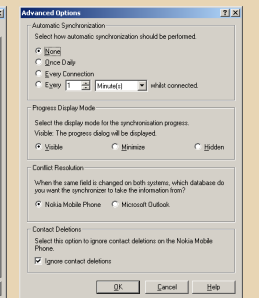 Advanced Options
Automatic Synchronization
Select how automatic synchronization should be performed.
None
Once Daily
Every Connection
Every 1 Minute(s) whilst connected.
Progress Display Mode
Select the display mode for the synchronisation progress.
Visible: The progress dialog will be displayed.
Visible Minimize Hidden
Conflict Resolution
When the same field is changed on both systems, which database do
you want the synchronizer to take the information from?
Nokia Mobile Phone Microsoft Outlook
Contact Deletions
Select this option to ignore contact deletions on the Nokia Mobile
Phone.
Ignore contact deletions
OK Cancel Help